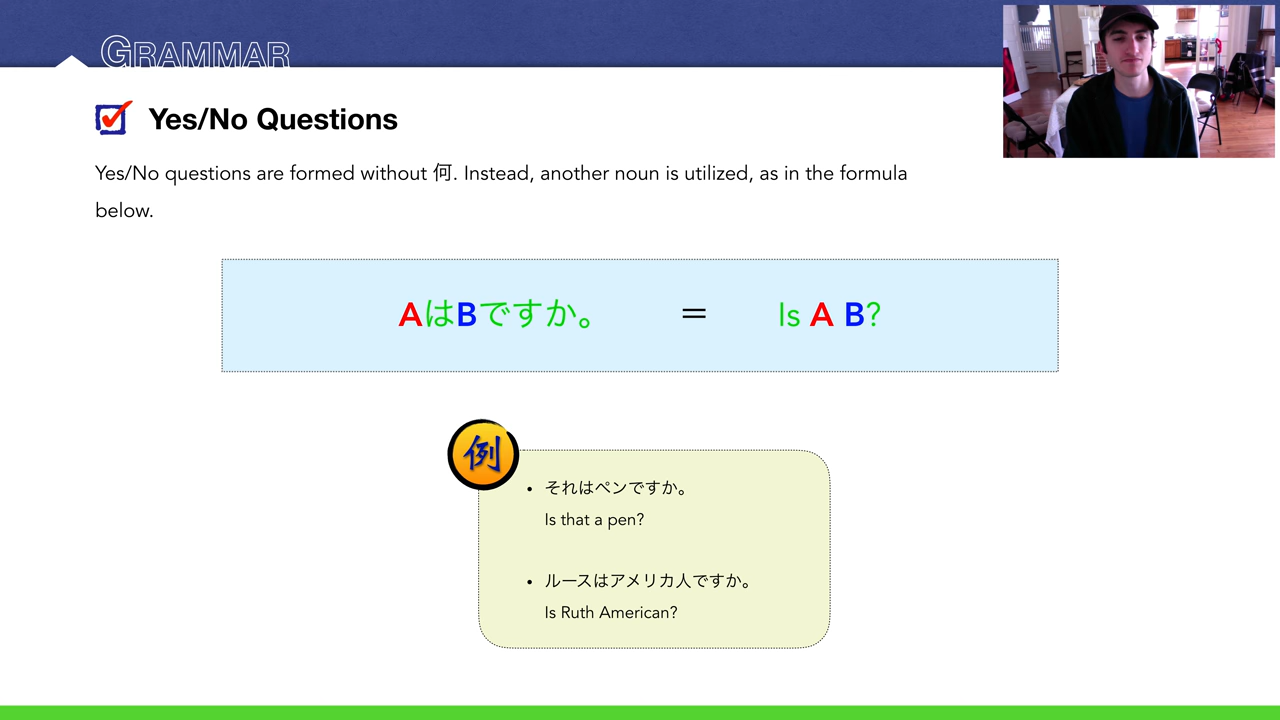 GRAMMAR
Yes/No Questions
Yes/No questions are formed without 何. Instead, another noun is utilized, as in the formula
below.
AはBですか。 = Is A B?
例
• それはペンですか。
Is that a pen?
• ルースはアメリカ人ですか。
Is Ruth American?